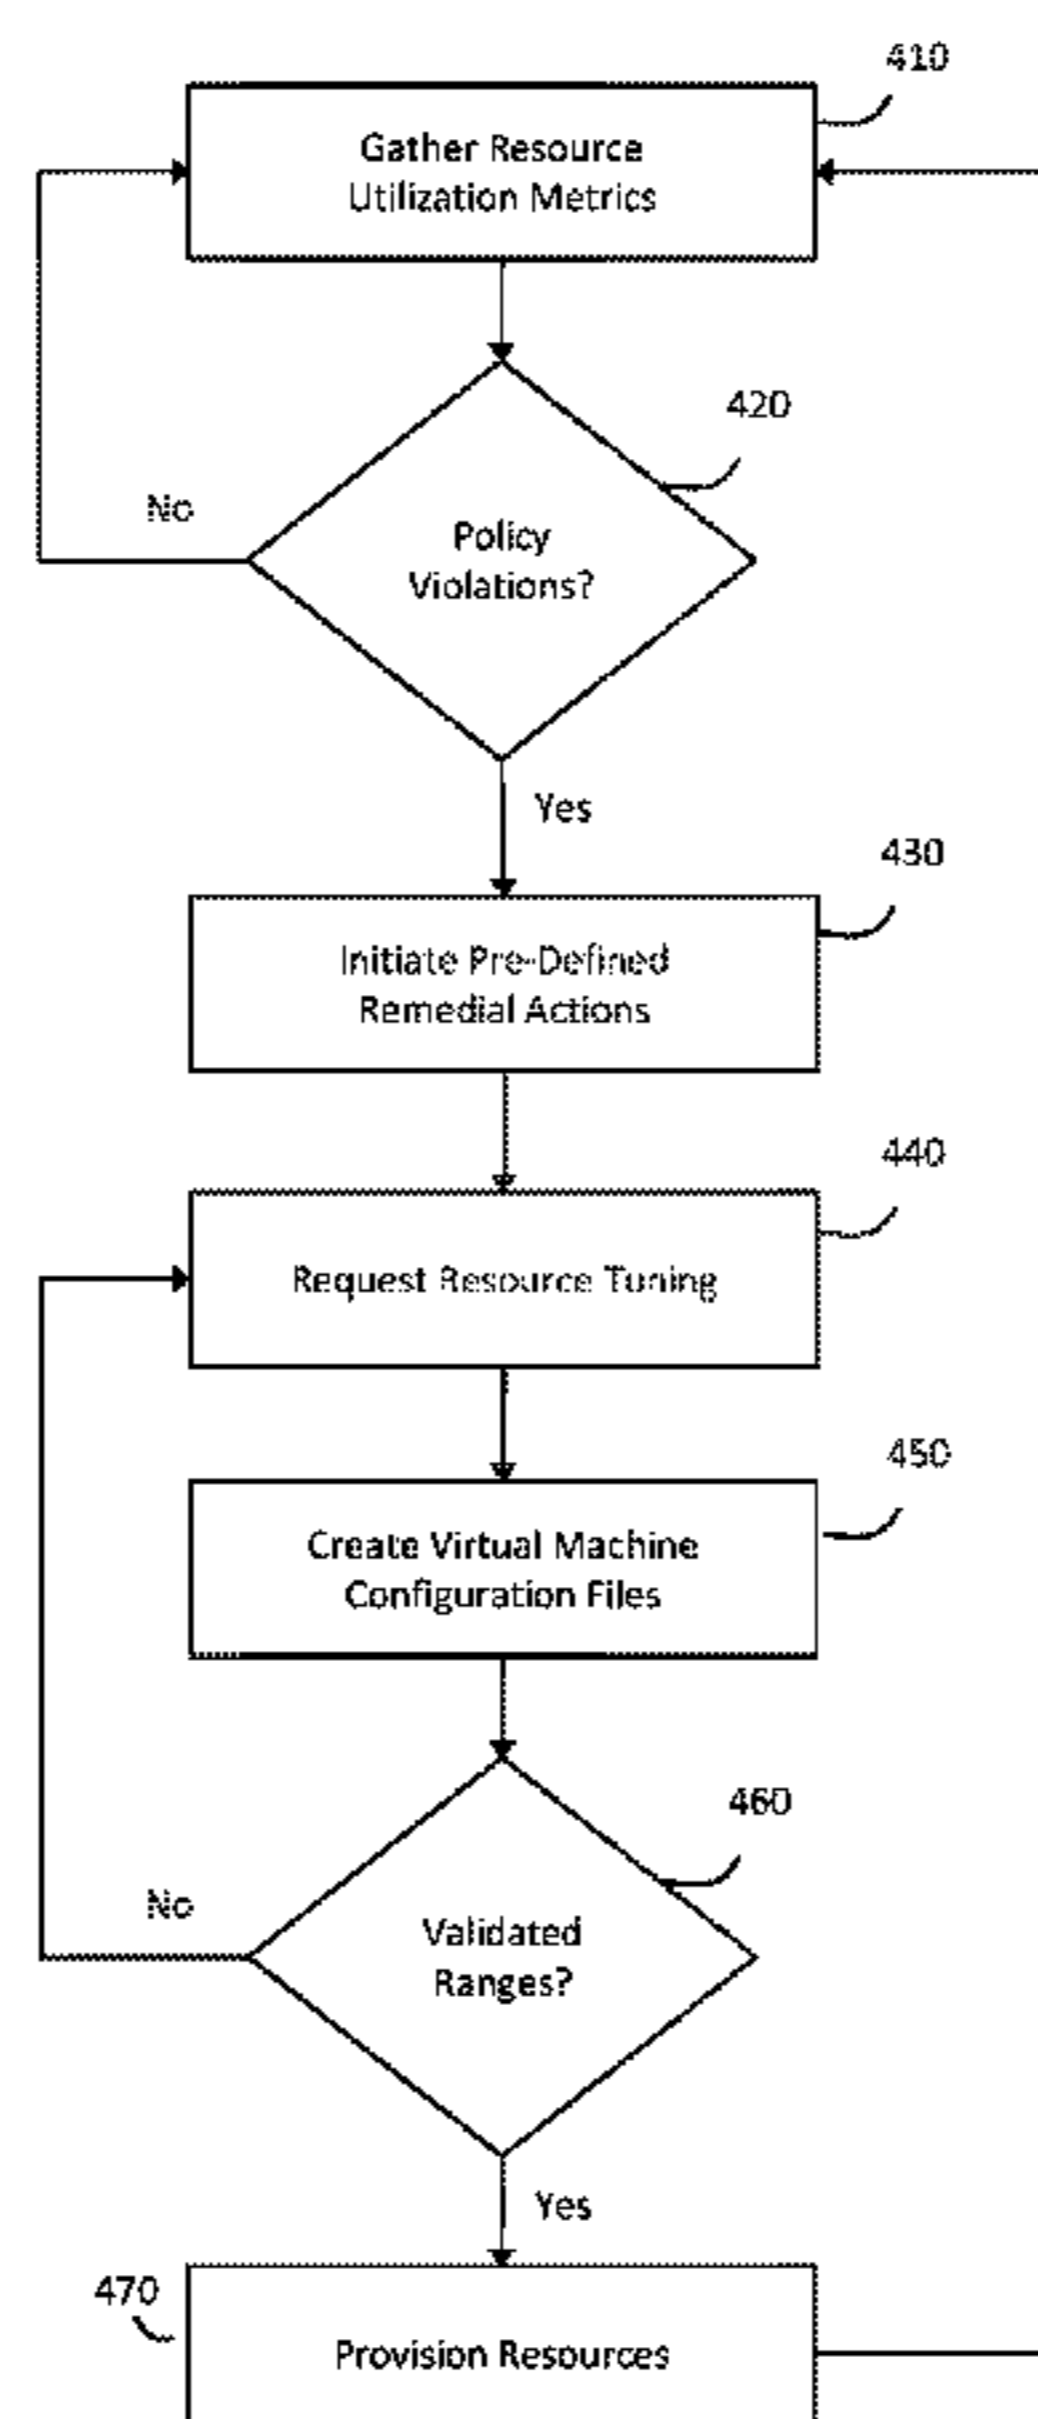 410
Gather Resource
Utilization Metrics
420
No
Policy
Violations?
Yes
430
Initiate Pre-Defined
Remedial Actions
440
Request Resource Tuning
450
Create Virtual Machine
Configuration Files
460
No
Validated
Ranges?
Yes
470
Provision Resources